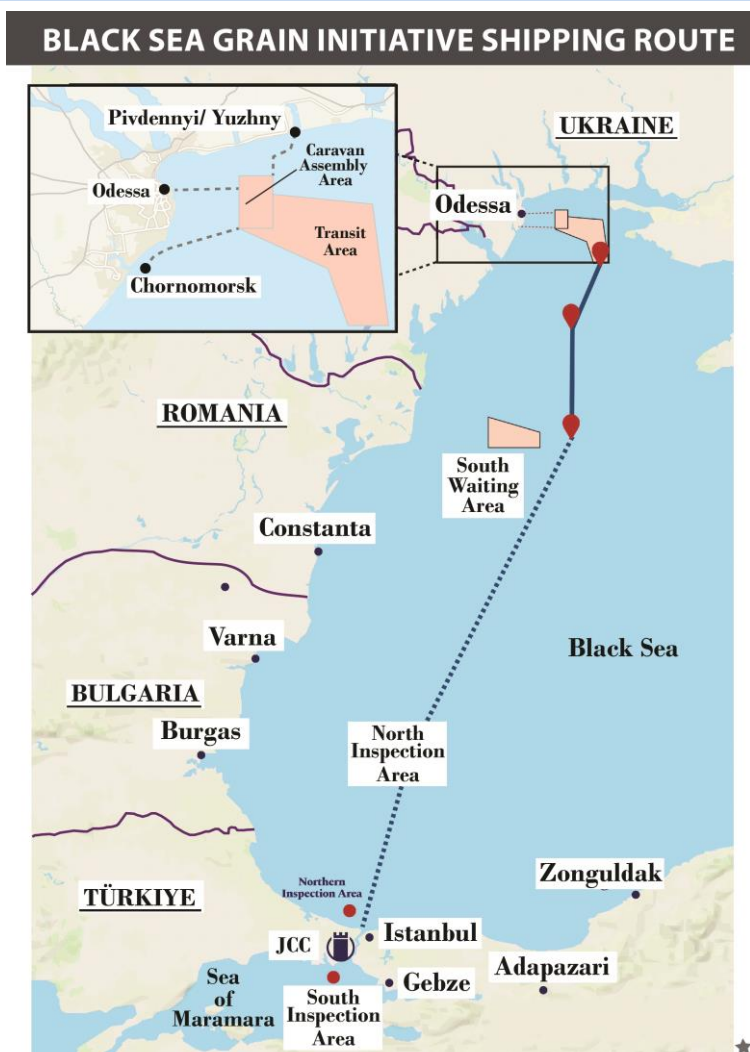 BLACK SEA GRAIN INITIATIVE SHIPPING ROUTE
Pivdennyi/ Yuzhny
Caravan
Assembly
Area
Odessa
Transit
Area
Chornomorsk
UKRAINE
Odessa
ROMANIA
South
Waiting
Area
Constanta
Varna
Black Sea
BULGARIA
Burgas
North
Inspection
Area
Zonguldak
TÜRKIYE
Northern
Inspection Area
JCC
Istanbul
Gebze
Adapazari
Sea
of
Maramara
South
Inspection
Area